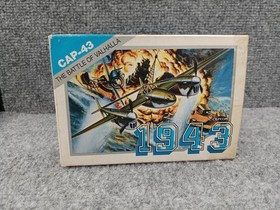 CAP-43
THE BATTLE OF VALHALLA
1943